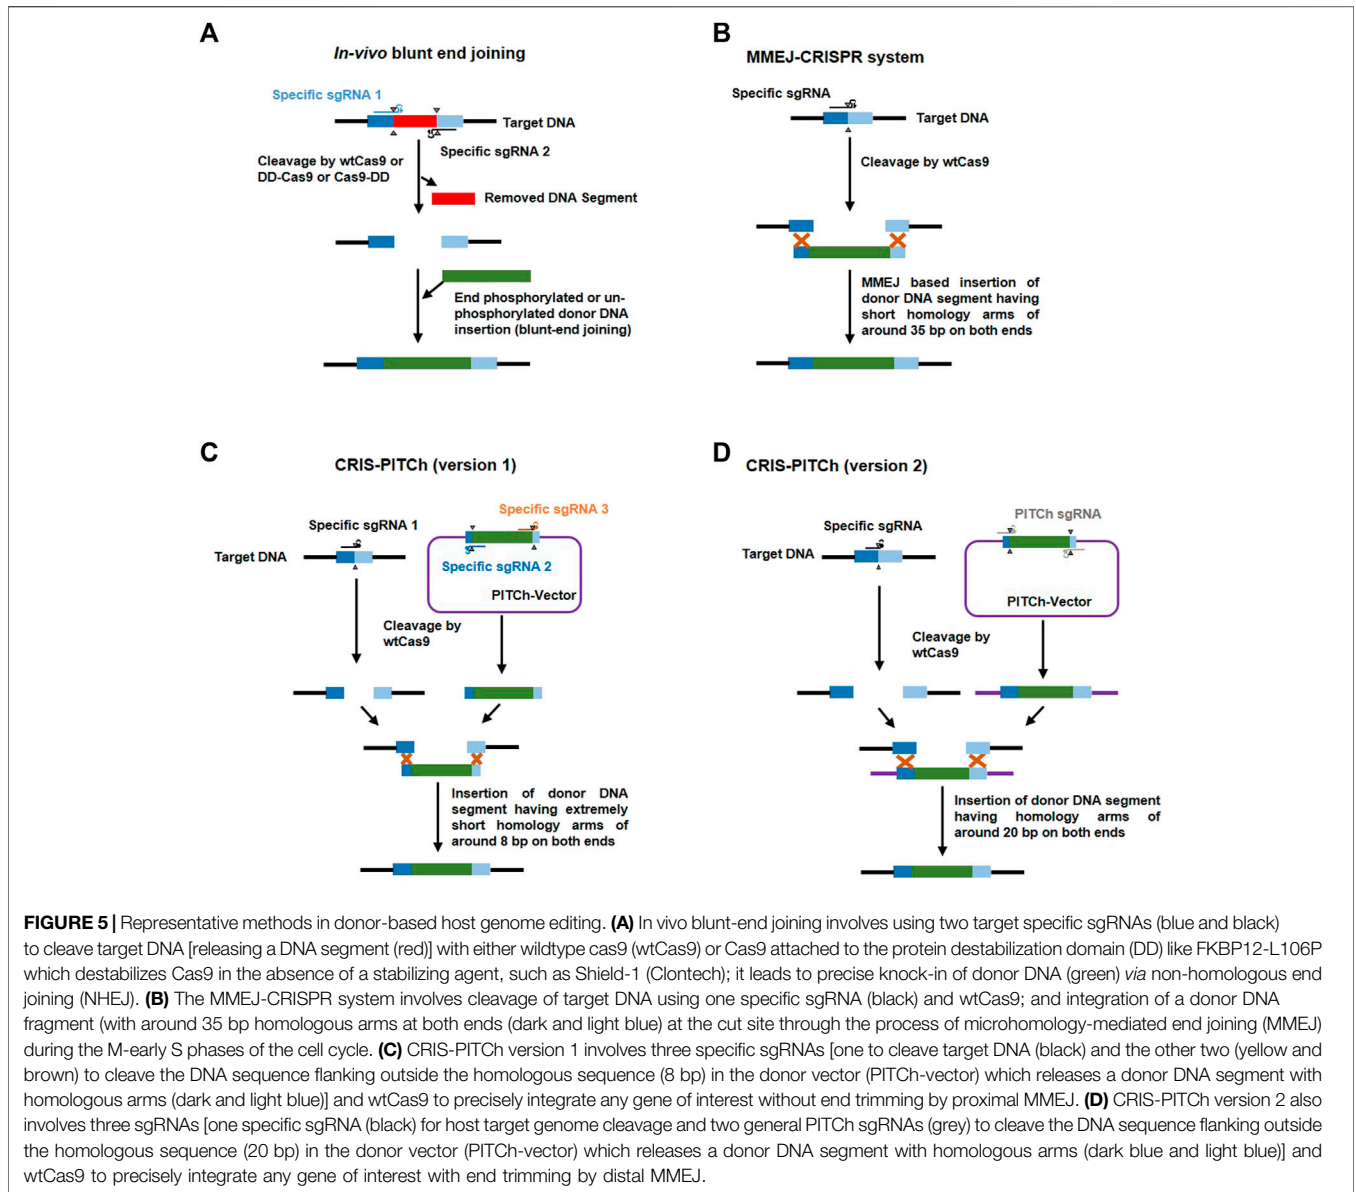 A
In-vivo blunt end joining
Specific sgRNA 1
Target DNA
Specific sgRNA 2
Cleavage by wtCas9 or
DD-Cas9 or Cas9-DD
Removed DNA Segment
End phosphorylated or un-
phosphorylated donor DNA
insertion (blunt-end joining)
B
MMEJ-CRISPR system
Specific sgRNA
Target DNA
Cleavage by wtCas9
MMEJ based insertion of
donor DNA segment having
short homology arms of
around 35 bp on both ends
C
CRIS-PITCh (version 1)
Specific sgRNA 3
Specific sgRNA 1
Target DNA
Specific sgRNA 2
PITCh-Vector
Cleavage by
wtCas9
Insertion of donor DNA
segment having extremely
short homology arms of
around 8 bp on both ends
D
CRIS-PITCh (version 2)
PITCh sgRNA
Specific sgRNA
Target DNA
PITCh-Vector
Cleavage by
wtCas9
Insertion of donor DNA segment
having homology arms of
around 20 bp on both ends
FIGURE 5 | Representative methods in donor-based host genome editing. (A) In vivo blunt-end joining involves using two target specific sgRNAs (blue and black)
to cleave target DNA [releasing a DNA segment (red)] with either wildtype cas9 (wtCas9) or Cas9 attached to the protein destabilization domain (DD) like FKBP12-L106P
which destabilizes Cas9 in the absence of a stabilizing agent, such as Shield-1 (Clontech); it leads to precise knock-in of donor DNA (green) via non-homologous end
joining (NHEJ). (B) The MMEJ-CRISPR system involves cleavage of target DNA using one specific sgRNA (black) and wtCas9; and integration of a donor DNA
fragment (with around 35 bp homologous arms at both ends (dark and light blue) at the cut site through the process of microhomology-mediated end joining (MMEJ)
during the M-early S phases of the cell cycle. (C) CRIS-PITCh version 1 involves three specific sgRNAs [one to cleave target DNA (black) and the other two (yellow and
brown) to cleave the DNA sequence flanking outside the homologous sequence (8 bp) in the donor vector (PITCh-vector) which releases a donor DNA segment with
homologous arms (dark and light blue)] and wtCas9 to precisely integrate any gene of interest without end trimming by proximal MMEJ. (D) CRIS-PITCh version 2 also
involves three sgRNAs [one specific sgRNA (black) for host target genome cleavage and two general PITCh sgRNAs (grey) to cleave the DNA sequence flanking outside
the homologous sequence (20 bp) in the donor vector (PITCh-vector) which releases a donor DNA segment with homologous arms (dark blue and light blue)] and
wtCas9 to precisely integrate any gene of interest with end trimming by distal MMEJ.